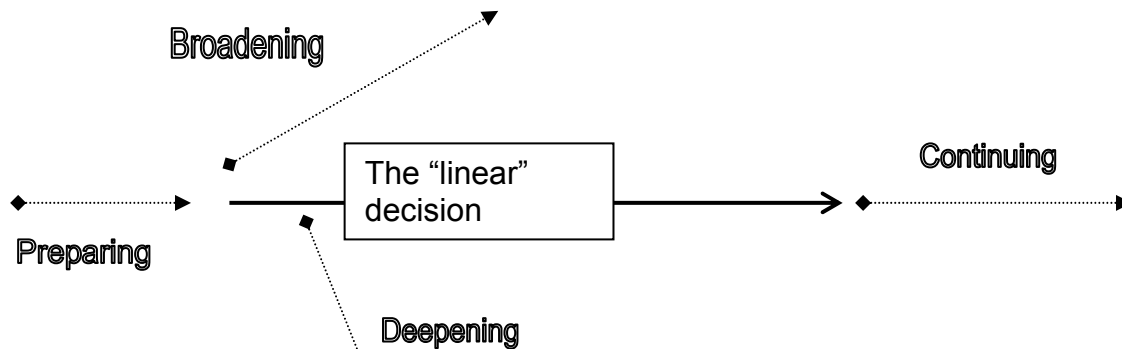 Broadening
The “linear”
decision
Continuing
Preparing
Deepening